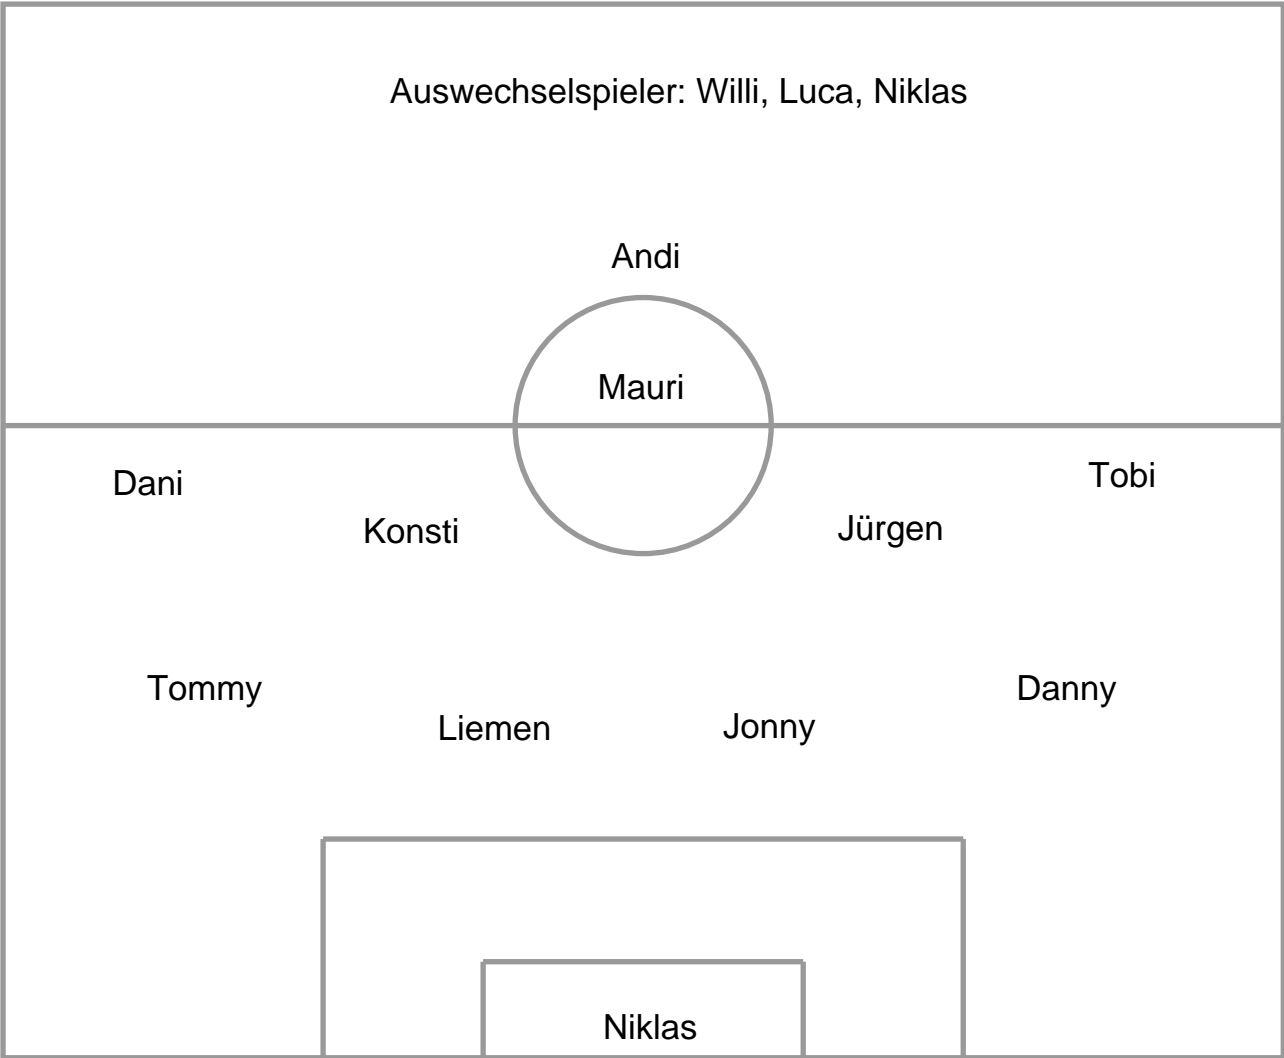 Auswechselspieler: Willi, Luca, Niklas
Andi
Mauri
Dani
Tobi
Konsti
Jürgen
Tommy
Danny
Liemen
Jonny
Niklas